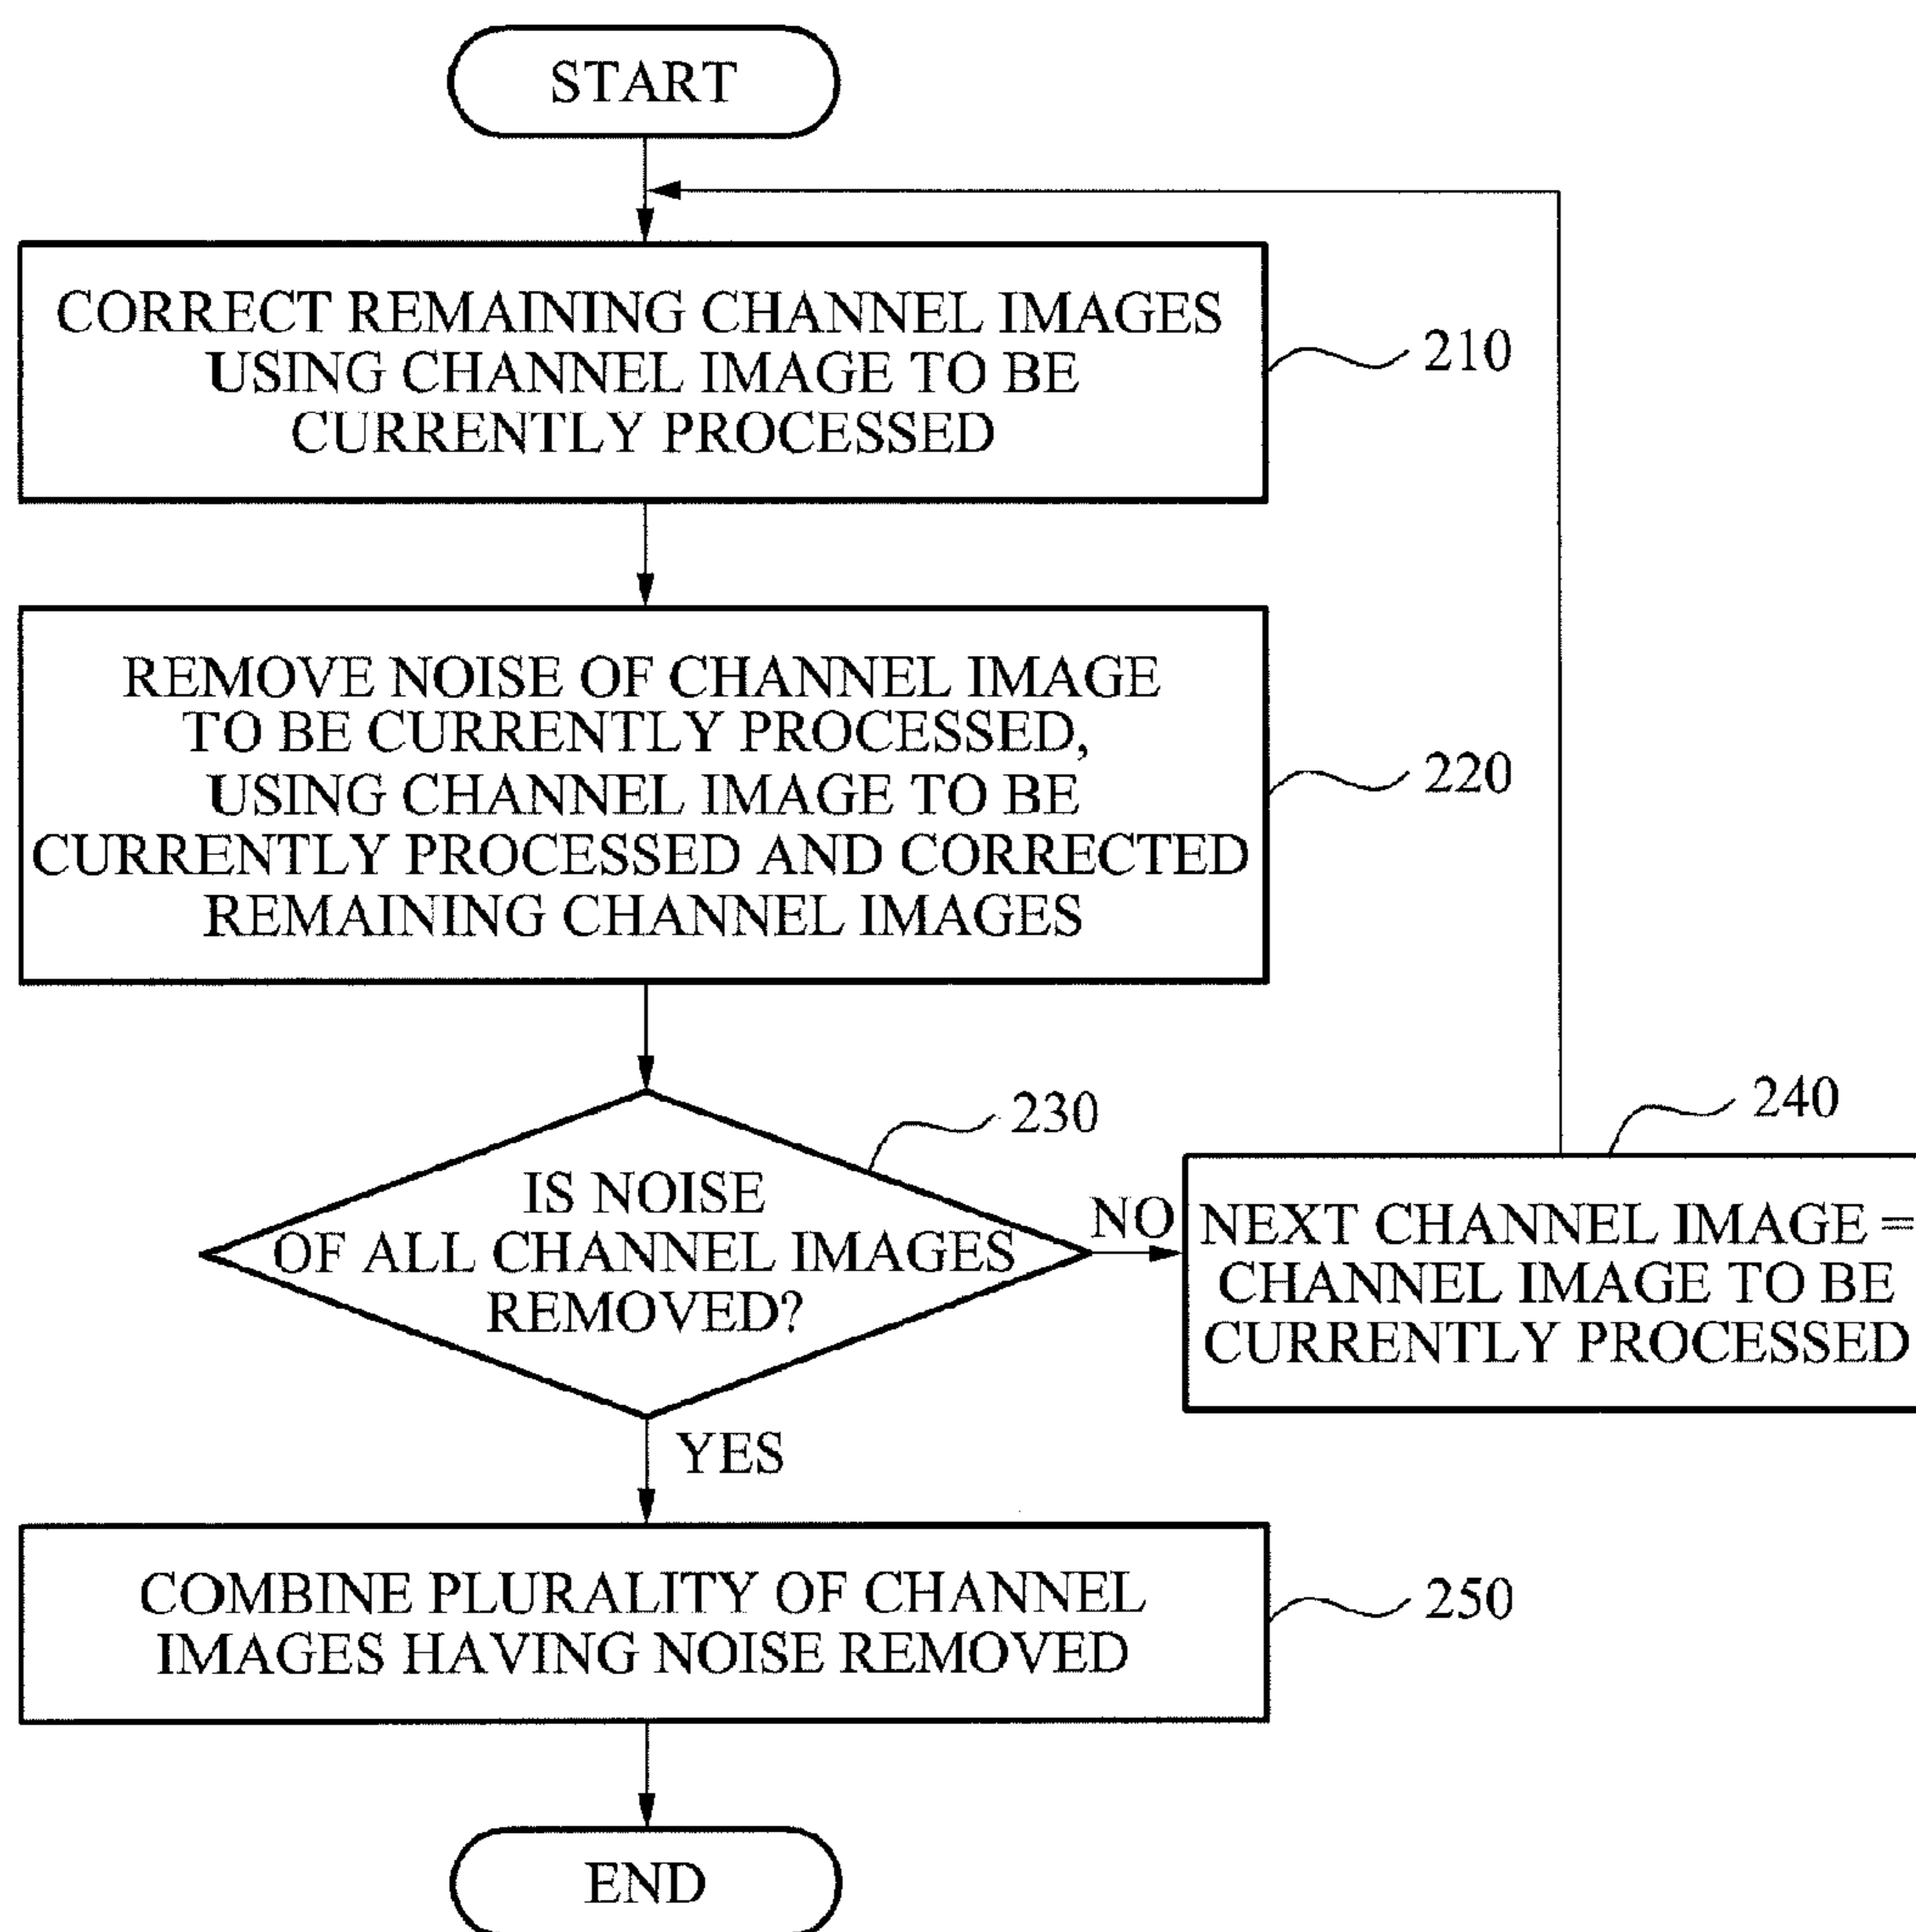 START
CORRECT REMAINING CHANNEL IMAGES
USING CHANNEL IMAGE TO BE
CURRENTLY PROCESSED
210
REMOVE NOISE OF CHANNEL IMAGE
TO BE CURRENTLY PROCESSED,
USING CHANNEL IMAGE TO BE
CURRENTLY PROCESSED AND CORRECTED
REMAINING CHANNEL IMAGES
220
IS NOISE
OF ALL CHANNEL IMAGES
REMOVED?
230
NO
NEXT CHANNEL IMAGE =
CHANNEL IMAGE TO BE
CURRENTLY PROCESSED
240
YES
COMBINE PLURALITY OF CHANNEL
IMAGES HAVING NOISE REMOVED
250
END